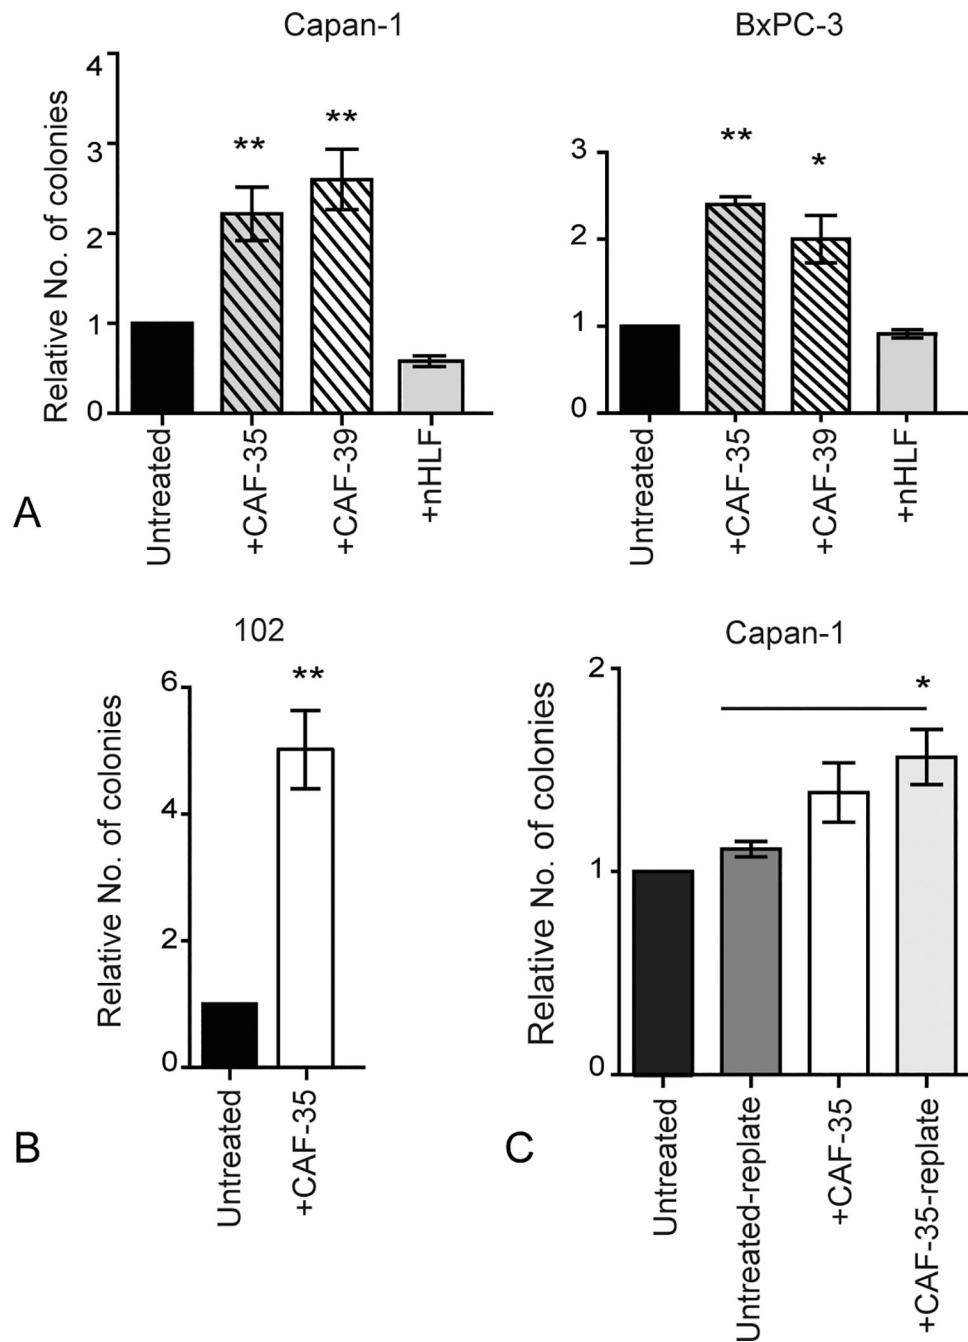 Capan-1
Relative No. of colonies
4
3
2
1
0
**
**
Untreated
+CAF-35
+CAF-39
+nHLF
BxPC-3
3
2
1
0
**
*
Untreated
+CAF-35
+CAF-39
+nHLF
A
102
Relative No. of colonies
6
4
2
0
**
Untreated
+CAF-35
B
Capan-1
Relative No. of colonies
2
1
0
*
Untreated
Untreated-replate
+CAF-35
+CAF-35-replate
C